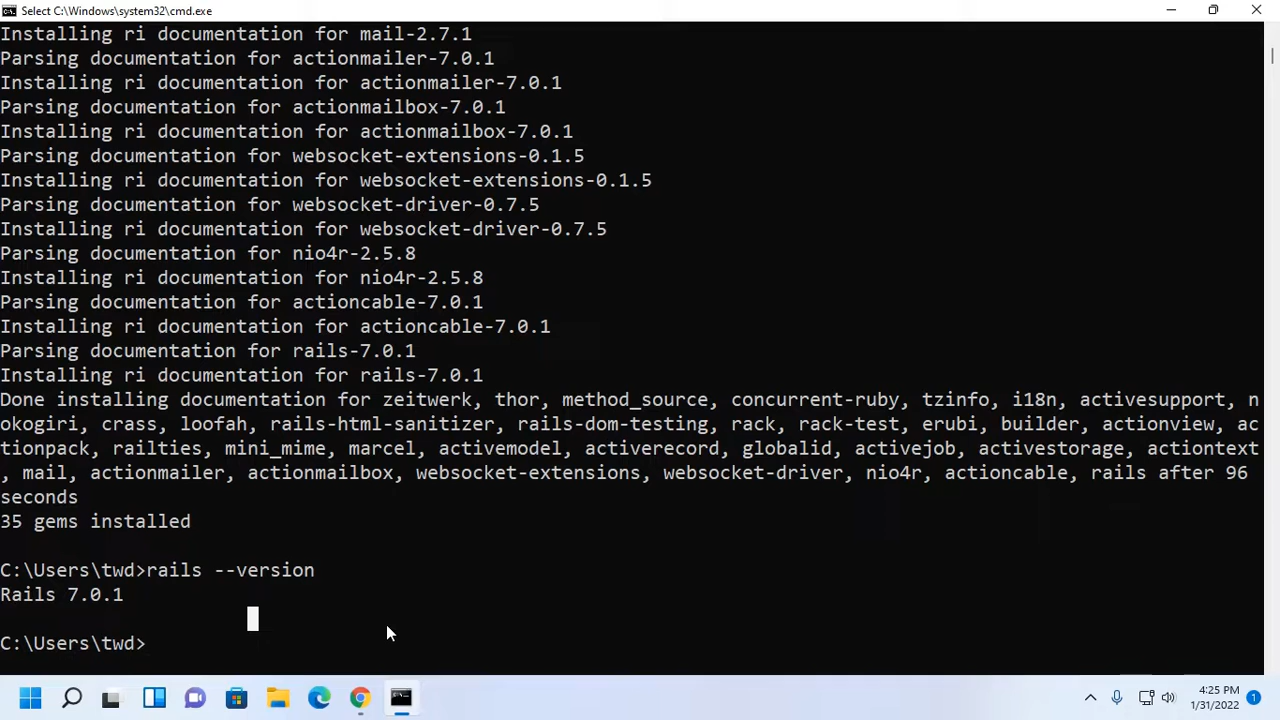 Select C:\Windows\system32\cmd.exe
Installing ri documentation for mail-2.7.1
Parsing documentation for actionmailer-7.0.1
Installing ri documentation for actionmailer-7.0.1
Parsing documentation for actionmailbox-7.0.1
Installing ri documentation for actionmailbox-7.0.1
Parsing documentation for websocket-extensions-0.1.5
Installing ri documentation for websocket-extensions-0.1.5
Parsing documentation for websocket-driver-0.7.5
Installing ri documentation for websocket-driver-0.7.5
Parsing documentation for nio4r-2.5.8
Installing ri documentation for nio4r-2.5.8
Parsing documentation for actioncable-7.0.1
Installing ri documentation for actioncable-7.0.1
Parsing documentation for rails-7.0.1
Installing ri documentation for rails-7.0.1
Done installing documentation for zeitwerk, thor, method_source, concurrent-ruby, tzinfo, i18n, activesupport, n
okogiri, crass, loofah, rails-html-sanitizer, rails-dom-testing, rack, rack-test, erubi, builder, actionview, ac
tionpack, railties, mini_mime, marcel, activemodel, activerecord, globalid, activejob, activestorage, actiontext
, mail, actionmailer, actionmailbox, websocket-extensions, websocket-driver, nio4r, actioncable, rails after 96
seconds
35 gems installed
C:\Users\twd>rails --version
Rails 7.0.1
C:\Users\twd>
4:25 PM
1/31/2022
1